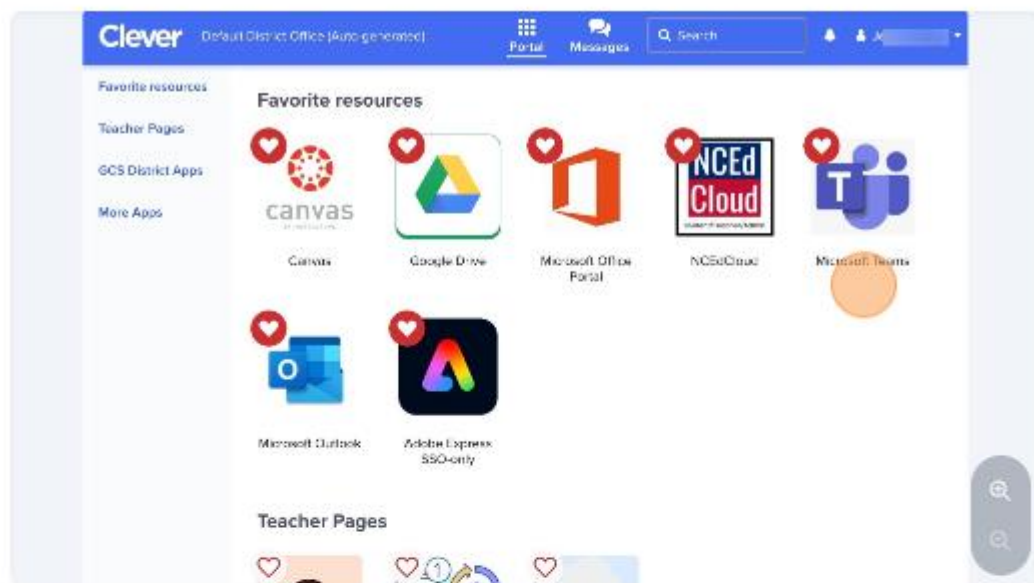 Clever Default District Office (Auto-generated) Portal Messages Search
Favorite resources
Teacher Pages
GCS District Apps
More Apps
Favorite resources
canvas
NCEd
Cloud
T
Canvas Google Drive Microsoft Office NCEdCloud Microsoft Teams
Portal
O
Microsoft Outlook Adobe Express
SSO-only
Teacher Pages
1